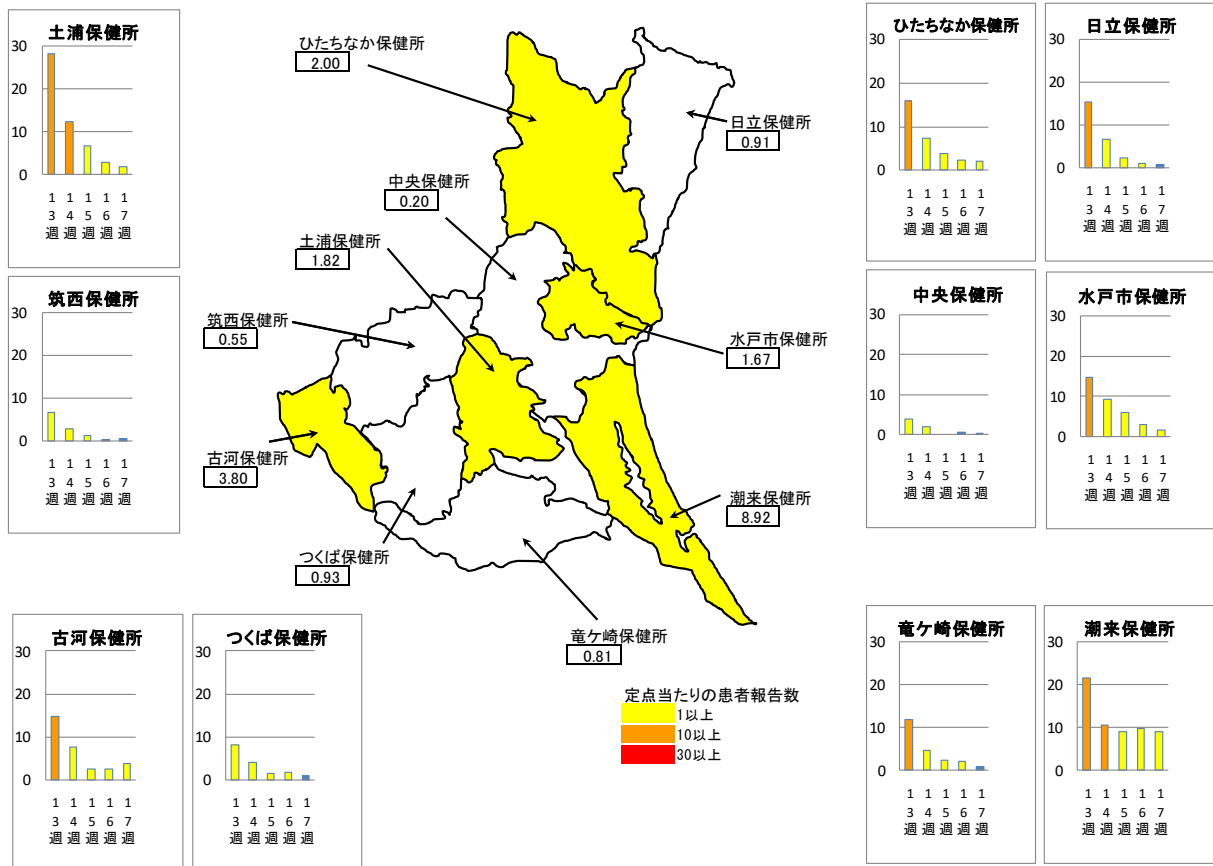 土浦保健所
30
20
10
0
13週
14週
15週
16週
17週
筑西保健所
30
20
10
0
13週
14週
15週
16週
17週
古河保健所
30
20
10
0
13週
14週
15週
16週
17週
つくば保健所
30
20
10
0
13週
14週
15週
16週
17週
ひたちなか保健所
2.00
日立保健所
0.91
中央保健所
0.20
土浦保健所
1.82
筑西保健所
0.55
水戸市保健所
1.67
古河保健所
3.80
潮来保健所
8.92
つくば保健所
0.93
竜ケ崎保健所
0.81
定点当たりの患者報告数
1以上
10以上
30以上
ひたちなか保健所
30
20
10
0
13週
14週
15週
16週
17週
日立保健所
30
20
10
0
13週
14週
15週
16週
17週
中央保健所
30
20
10
0
13週
14週
15週
16週
17週
水戸市保健所
30
20
10
0
13週
14週
15週
16週
17週
竜ケ崎保健所
30
20
10
0
13週
14週
15週
16週
17週
潮来保健所
30
20
10
0
13週
14週
15週
16週
17週